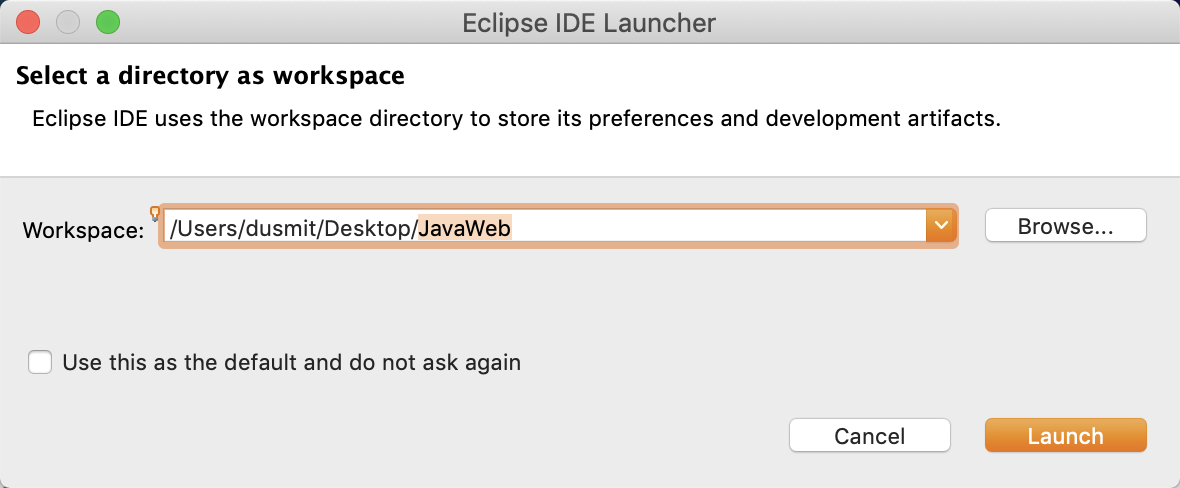 Eclipse IDE Launcher
Select a directory as workspace
Eclipse IDE uses the workspace directory to store its preferences and development artifacts.
Workspace: /Users/dusmit/Desktop/JavaWeb Browse...
Use this as the default and do not ask again
Cancel Launch